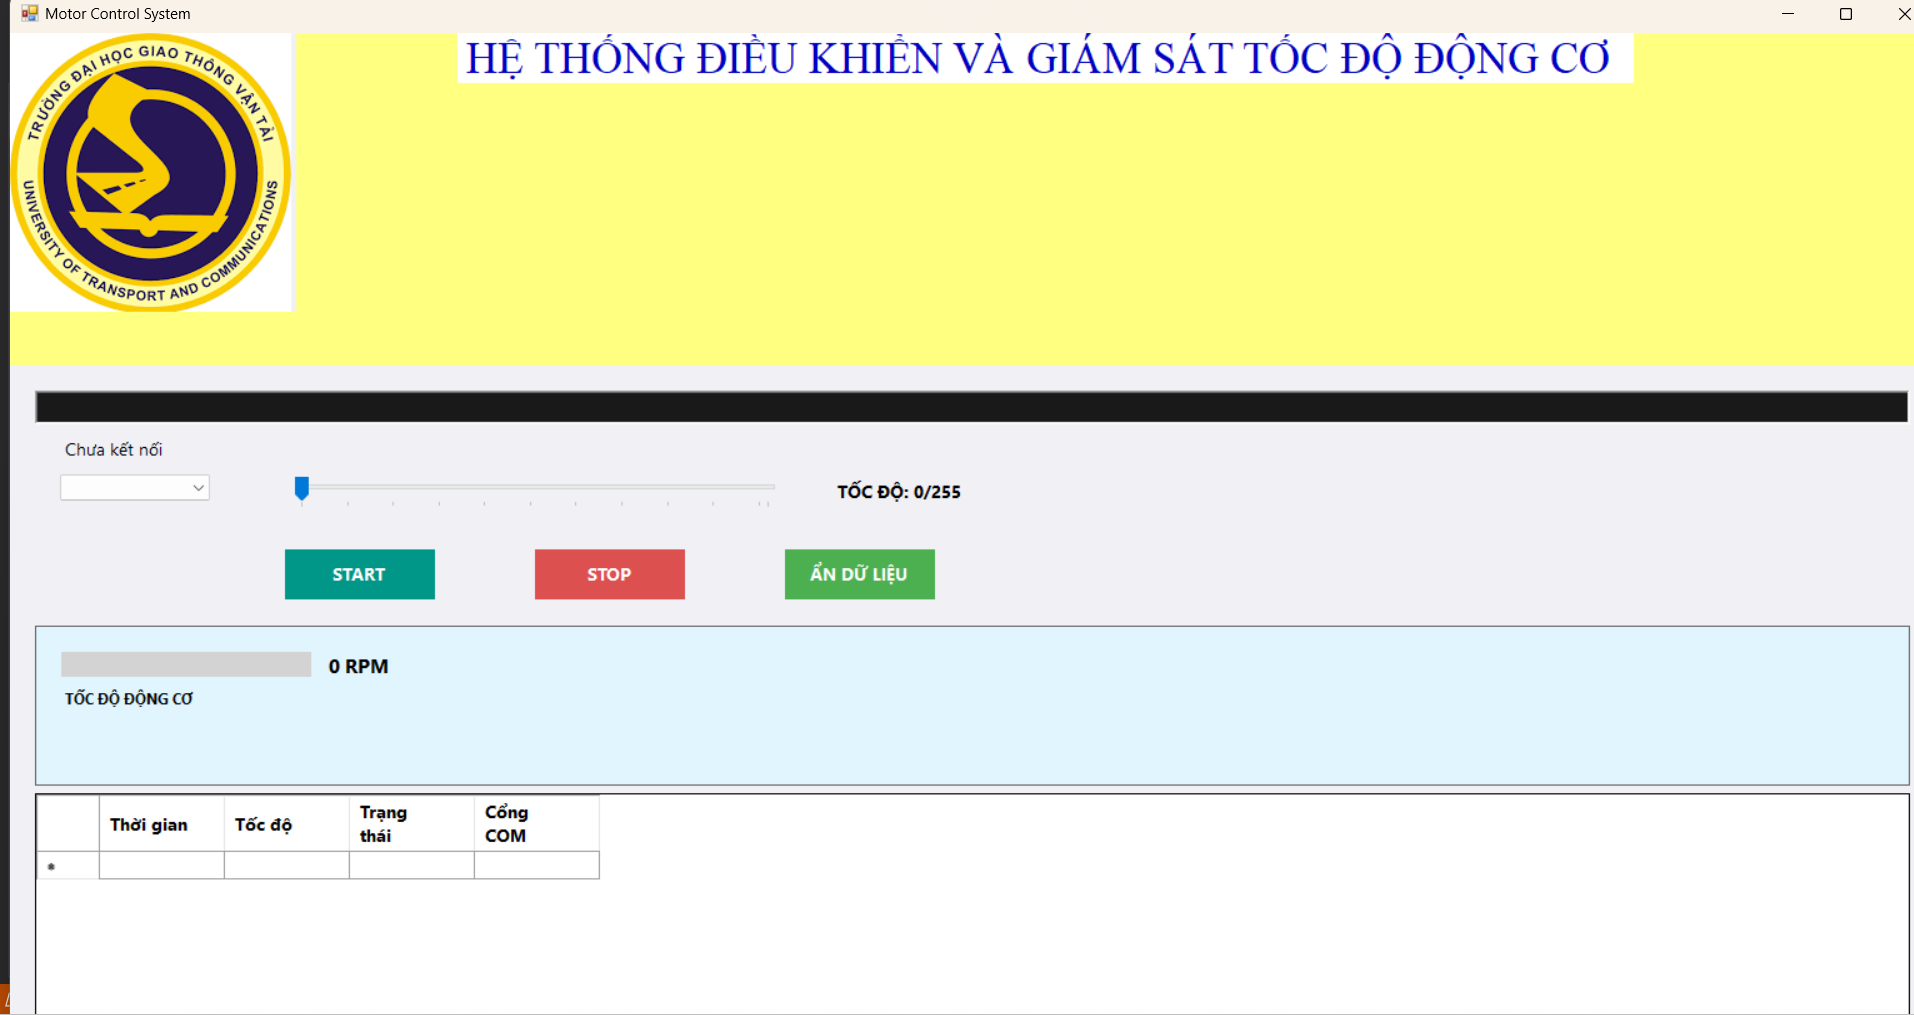 Motor Control System
TRƯỜNG ĐẠI HỌC GIAO THÔNG VẬN TẢI
UNIVERSITY OF TRANSPORT AND COMMUNICATIONS
HỆ THỐNG ĐIỀU KHIỂN VÀ GIÁM SÁT TỐC ĐỘ ĐỘNG CƠ
Chưa kết nối
TỐC ĐỘ: 0/255
START
STOP
ẨN DỮ LIỆU
0 RPM
TỐC ĐỘ ĐỘNG CƠ
Thời gian
Tốc độ
Trạng
thái
Cổng
COM